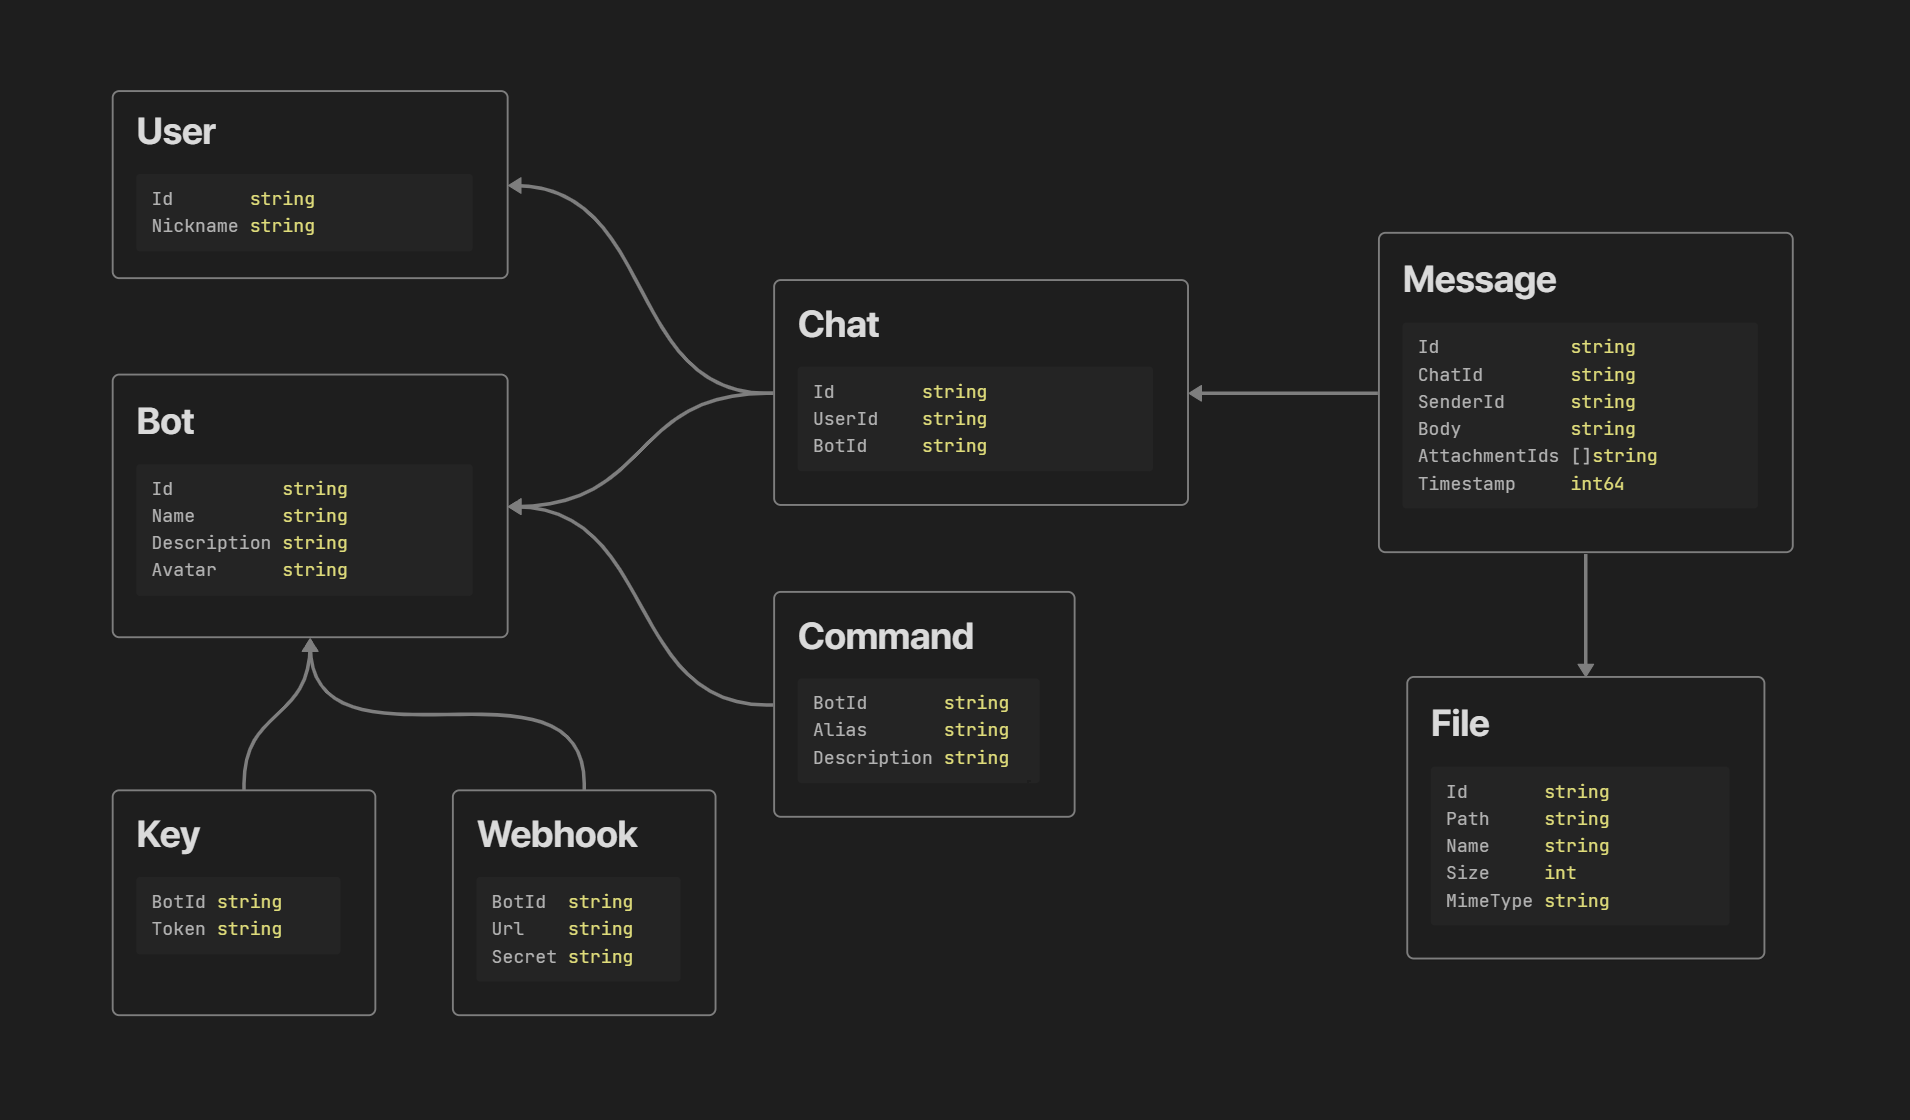 User
Id string
Nickname string
Bot
Id string
Name string
Description string
Avatar string
Key
BotId string
Token string
Webhook
BotId string
Url string
Secret string
Chat
Id string
UserId string
BotId string
Command
BotId string
Alias string
Description string
Message
Id string
ChatId string
SenderId string
Body string
AttachmentIds []string
Timestamp int64
File
Id string
Path string
Name string
Size int
MimeType string